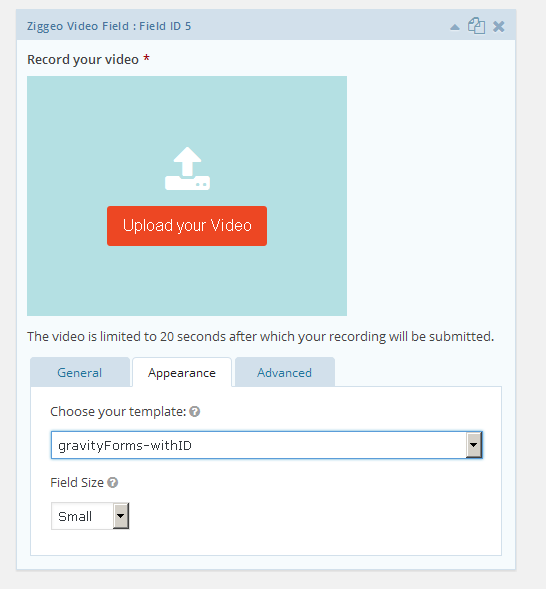 Ziggeo Video Field : Field ID 5
Record your video *
Upload your Video
The video is limited to 20 seconds after which your recording will be submitted.
General Appearance Advanced
Choose your template: ?
gravityForms-withID
Field Size ?
Small